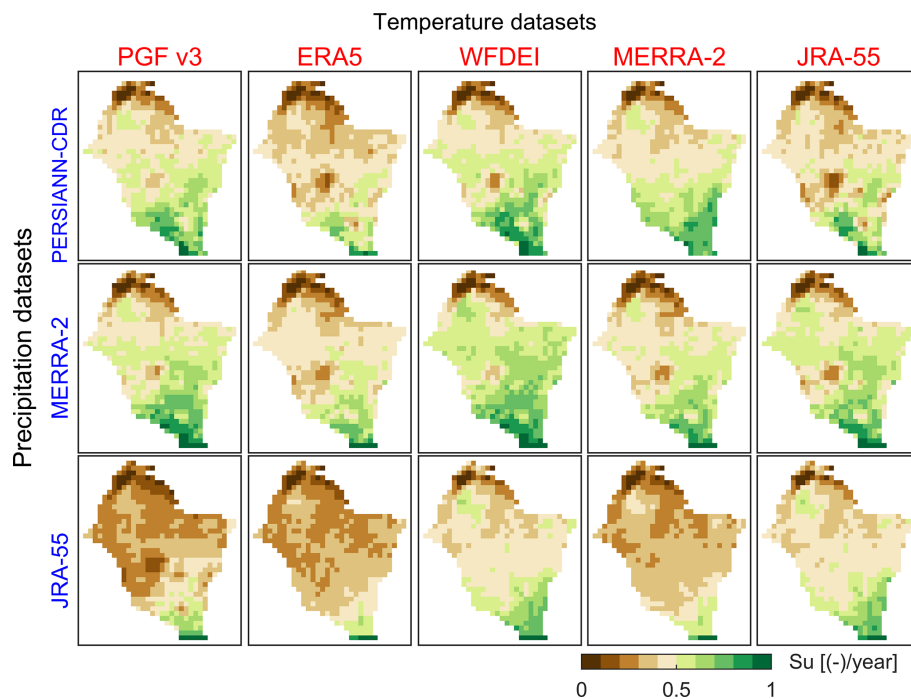 Temperature datasets
PGF v3 ERA5 WFDEI MERRA-2 JRA-55
Precipitation datasets
PERSIANN-CDR
MERRA-2
JRA-55
Su [(-)/year]
0 0.5 1